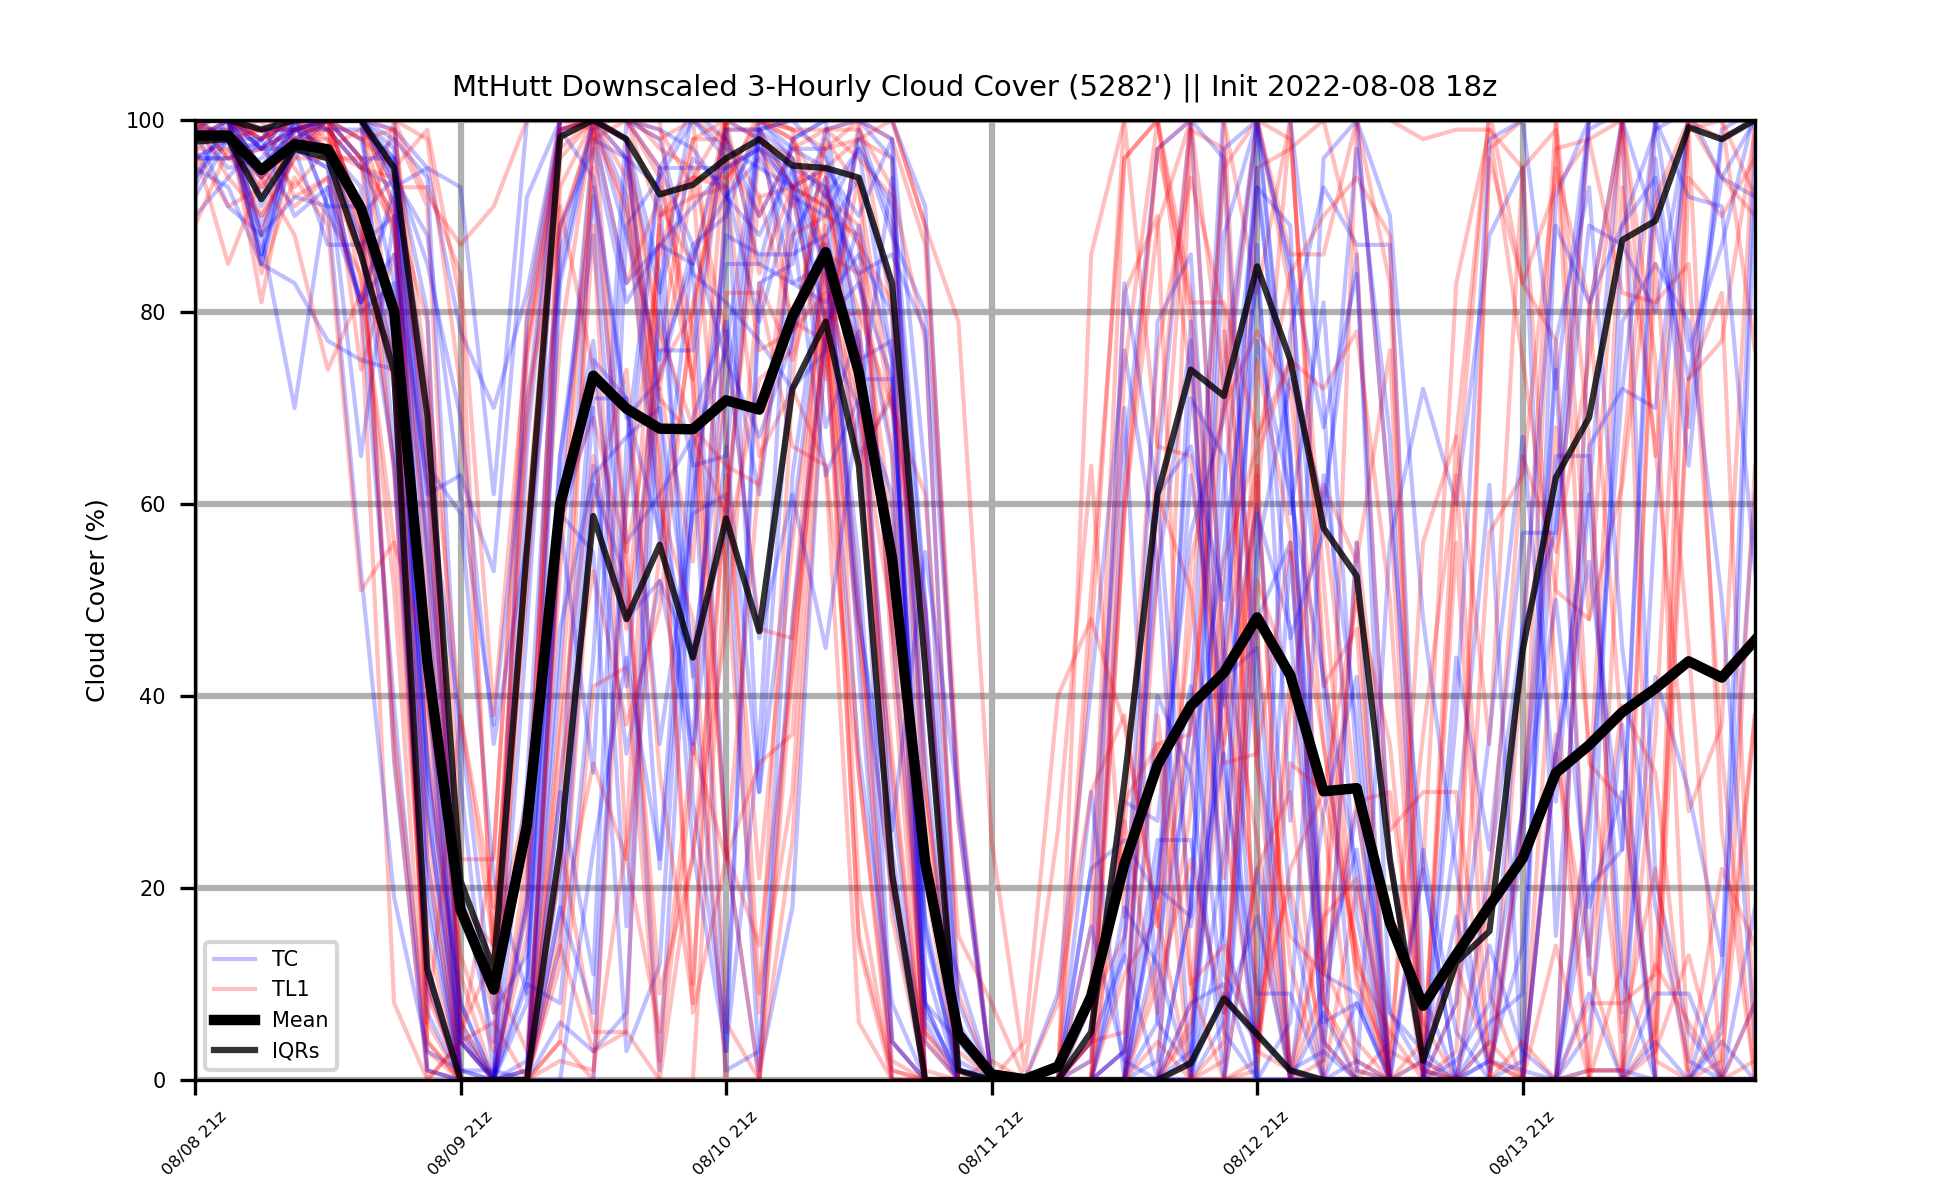 MtHutt Downscaled 3-Hourly Cloud Cover (5282') || Init 2022-08-08 18z
Cloud Cover (%)
100
80
60
40
20
0
TC
TL1
Mean
IQRs
08/08 21z
08/09 21z
08/10 21z
08/11 21z
08/12 21z
08/13 21z